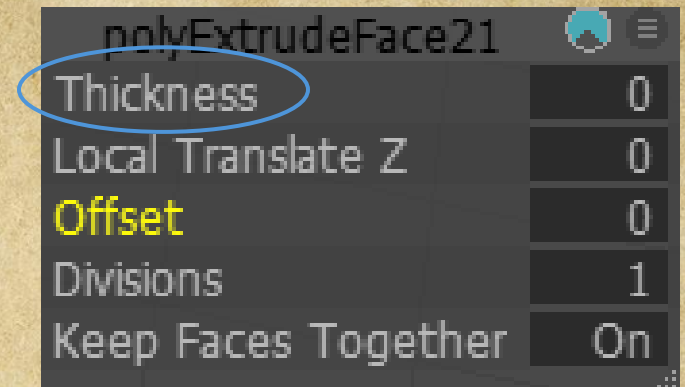 polyExtrudeFace21
Thickness 0
Local Translate Z 0
Offset 0
Divisions 1
Keep Faces Together On